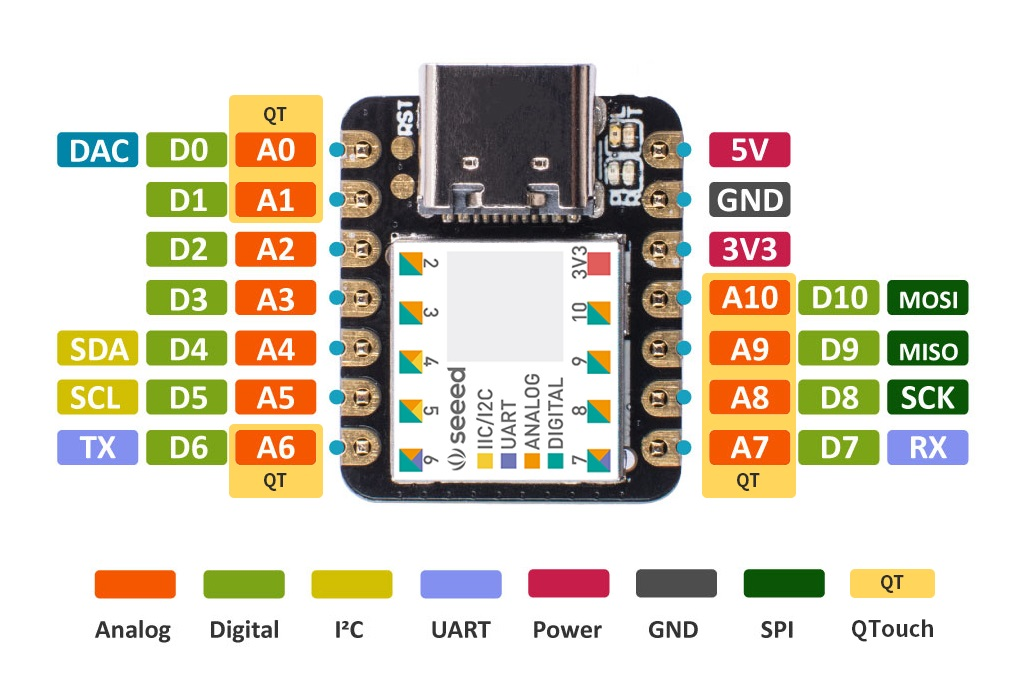 QT
DAC D0 A0 5V
D1 A1 GND
D2 A2 3V3
D3 A3 A10 D10 MOSI
SDA D4 A4 A9 D9 MISO
SCL D5 A5 A8 D8 SCK
TX D6 A6 A7 D7 RX
QT QT
RST
2
3
4
5
6
3V3
10
9
8
7
seeed
IIC/I2C
UART
ANALOG
DIGITAL
QT
Analog Digital I²C UART Power GND SPI QTouch